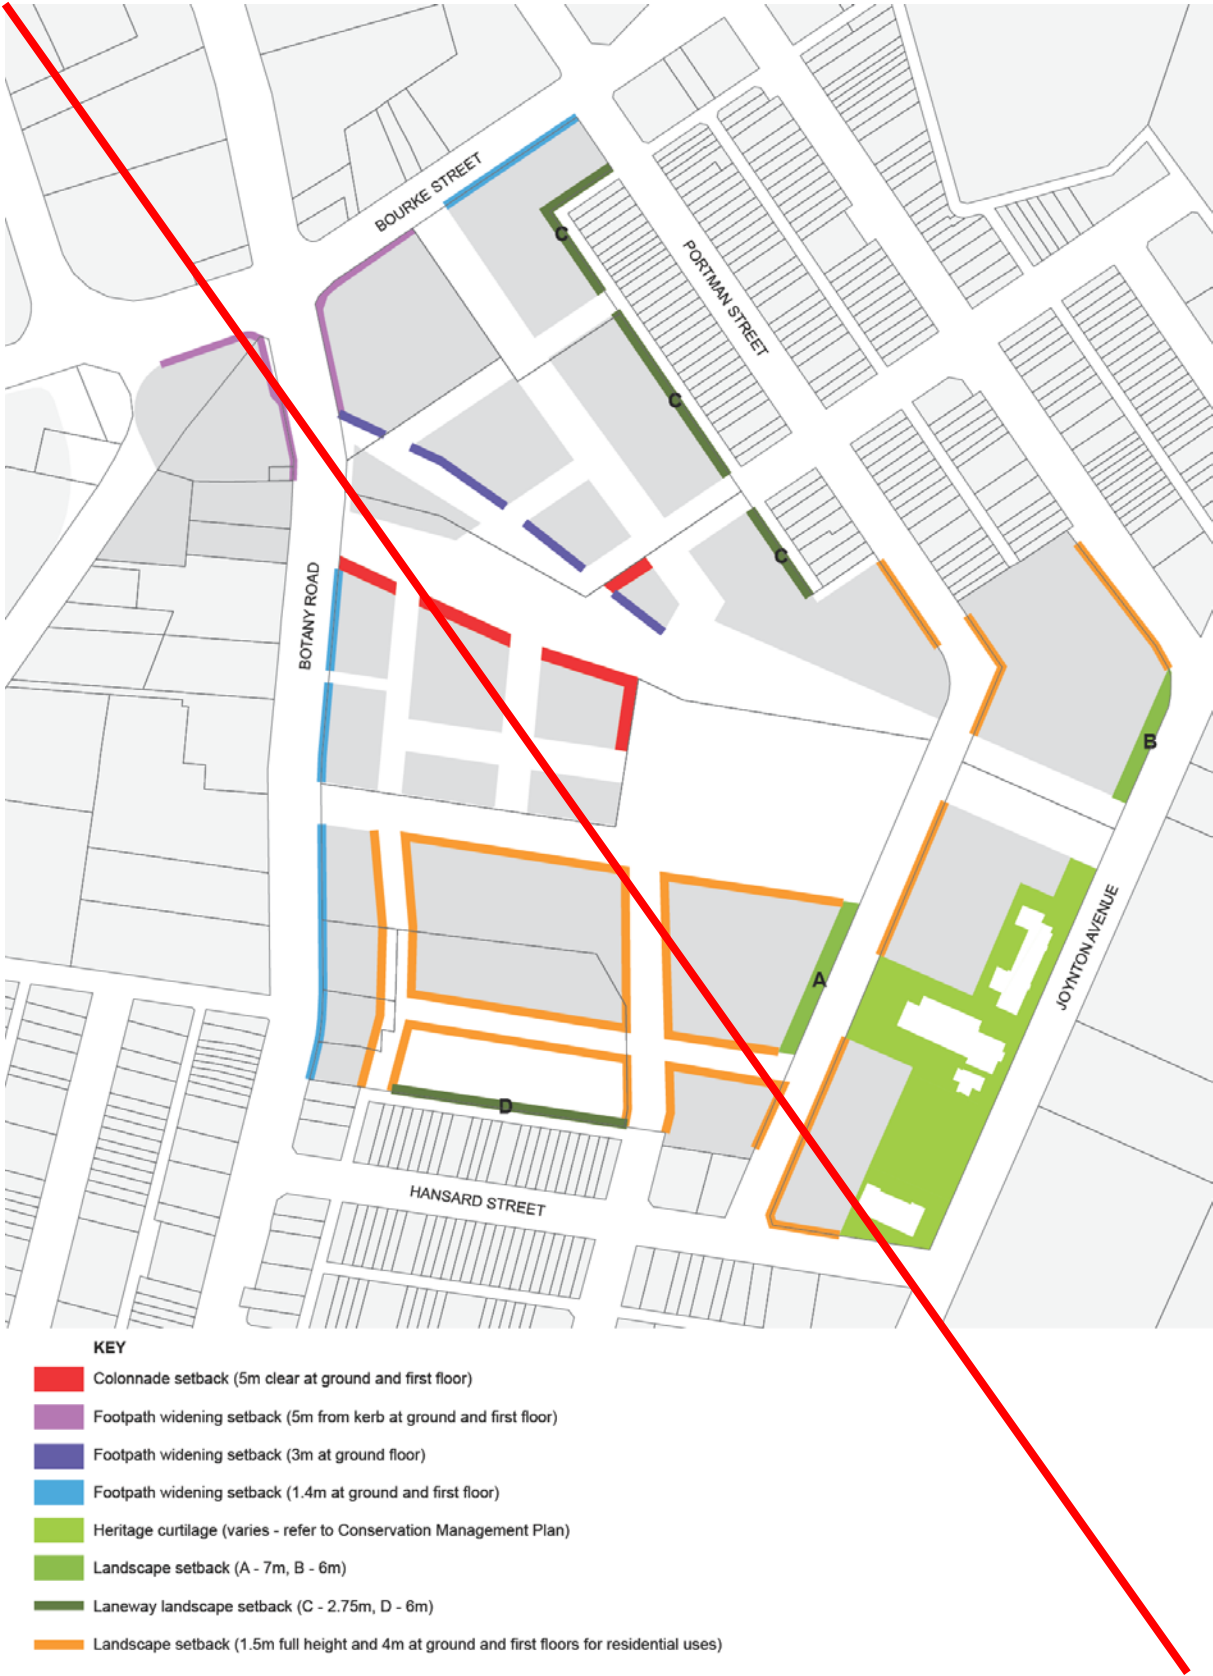 BOURKE STREET
C
PORTMAN STREET
C
C
BOTANY ROAD
B
A
JOYNTON AVENUE
D
HANSARD STREET
KEY
Colonnade setback (5m clear at ground and first floor)
Footpath widening setback (5m from kerb at ground and first floor)
Footpath widening setback (3m at ground floor)
Footpath widening setback (1.4m at ground and first floor)
Heritage curtilage (varies - refer to Conservation Management Plan)
Landscape setback (A - 7m, B - 6m)
Laneway landscape setback (C - 2.75m, D - 6m)
Landscape setback (1.5m full height and 4m at ground and first floors for residential uses)